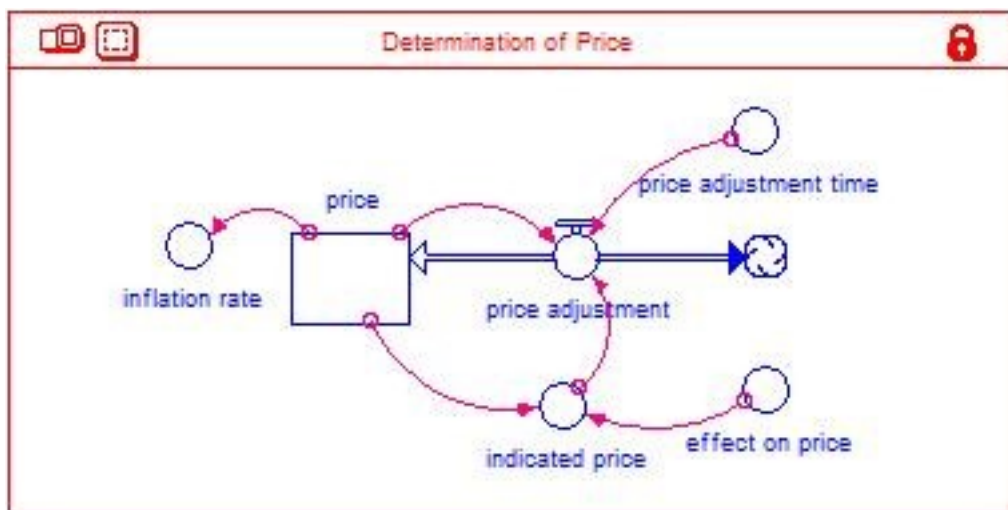 Determination of Price
price adjustment time
price
inflation rate
price adjustment
effect on price
indicated price